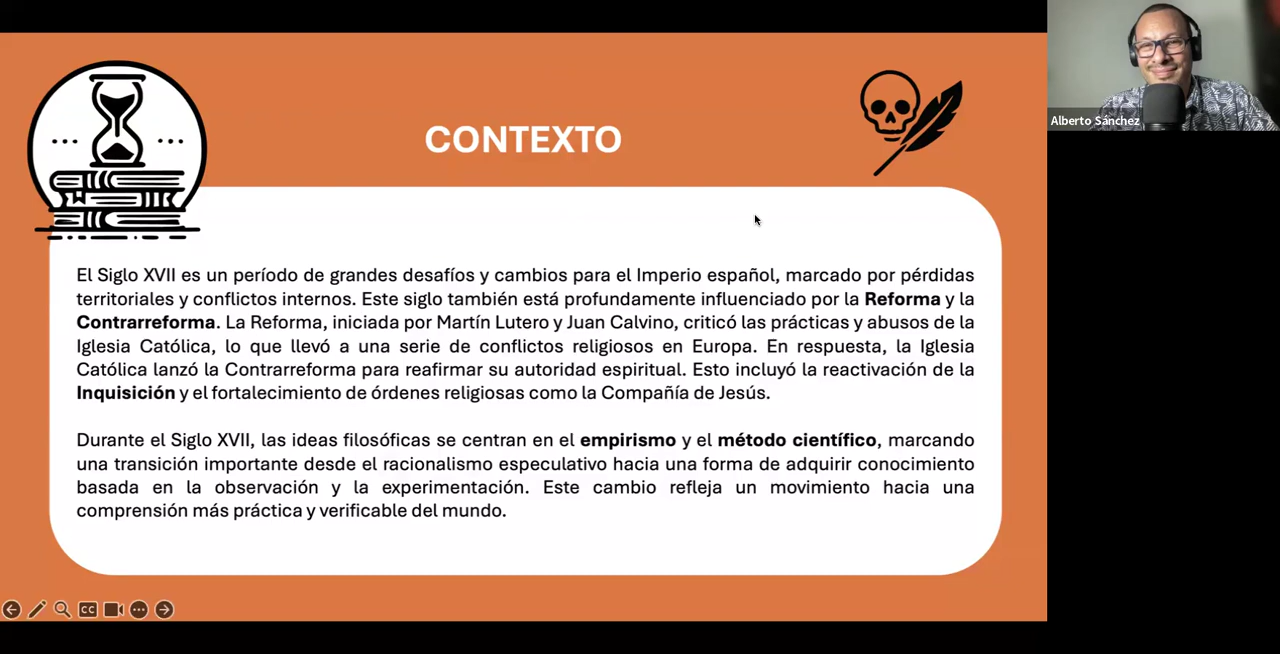 CONTEXTO
Alberto Sánchez
El Siglo XVII es un período de grandes desafíos y cambios para el Imperio español, marcado por pérdidas
territoriales y conflictos internos. Este siglo también está profundamente influenciado por la Reforma y la
Contrarreforma. La Reforma, iniciada por Martín Lutero y Juan Calvino, criticó las prácticas y abusos de la
Iglesia Católica, lo que llevó a una serie de conflictos religiosos en Europa. En respuesta, la Iglesia
Católica lanzó la Contrarreforma para reafirmar su autoridad espiritual. Esto incluyó la reactivación de la
Inquisición y el fortalecimiento de órdenes religiosas como la Compañía de Jesús.
Durante el Siglo XVII, las ideas filosóficas se centran en el empirismo y el método científico, marcando
una transición importante desde el racionalismo especulativo hacia una forma de adquirir conocimiento
basada en la observación y la experimentación. Este cambio refleja un movimiento hacia una
comprensión más práctica y verificable del mundo.
CC